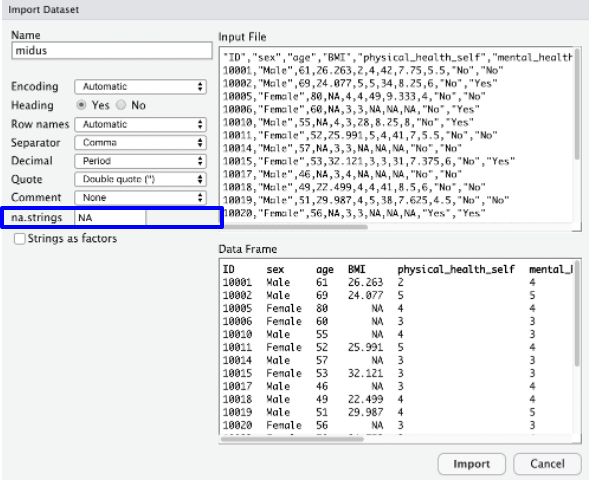 Import Dataset
Name
midus
Encoding Automatic
Heading Yes No
Row names Automatic
Separator Comma
Decimal Period
Quote Double quote (")
Comment None
na.strings NA
Strings as factors
Input File
"ID","sex","age","BMI","physical_health_self","mental_health
10001,"Male",61,26.263,2,4,42,7.75,5.5,"No","No"
10002,"Male",69,24.077,5,5,34,8.25,6,"No","Yes"
10005,"Female",80,NA,4,4,49,9.333,4,"No","No"
10006,"Female",60,NA,3,3,NA,NA,NA,"No","Yes"
10010,"Male",55,NA,4,3,28,8.25,8,"No","No"
10011,"Female",52,25.991,5,4,41,7,5.5,"No","No"
10014,"Male",57,NA,3,3,NA,NA,NA,"No","No"
10015,"Female",53,32.121,3,3,31,7.375,6,"No","Yes"
10017,"Male",46,NA,3,4,NA,NA,NA,"No","No"
10018,"Male",49,22.499,4,4,41,8.5,6,"No","No"
10019,"Male",51,29.987,4,5,38,7.625,4.5,"No","No"
10020,"Female",56,NA,3,3,NA,NA,NA,"Yes","Yes"
Data Frame
ID sex age BMI physical_health_self mental_h
10001 Male 61 26.263 2 4
10002 Male 69 24.077 5 5
10005 Female 80 NA 4 4
10006 Female 60 NA 3 3
10010 Male 55 NA 4 3
10011 Female 52 25.991 5 4
10014 Male 57 NA 3 3
10015 Female 53 32.121 3 3
10017 Male 46 NA 3 4
10018 Male 49 22.499 4 4
10019 Male 51 29.987 4 5
10020 Female 56 NA 3 3
Import Cancel